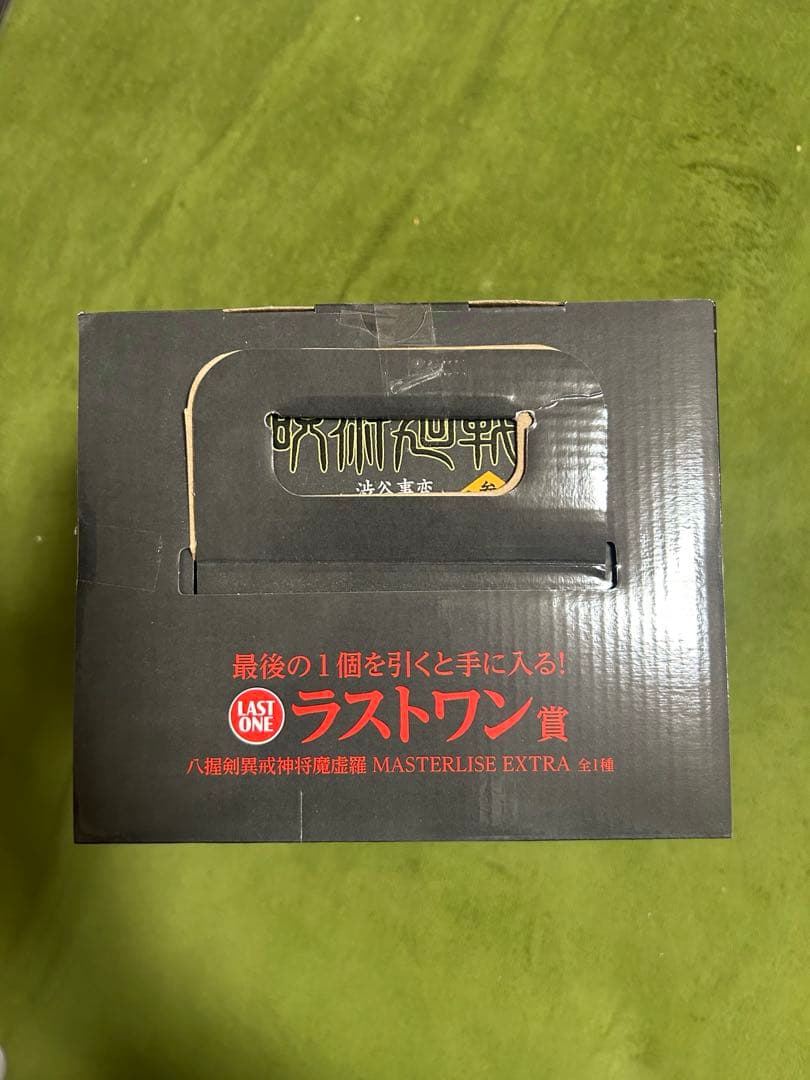 呪術廻戦
渋谷事変
参
最後の1個を引くと手に入る!
LAST ONE ラストワン賞
八握剣異戒神将魔虚羅 MASTERLISE EXTRA 全1種